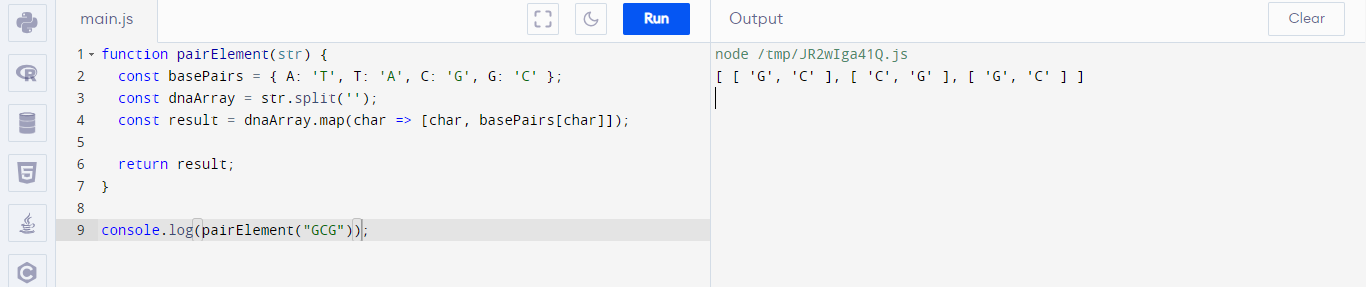 main.js
Run
Output
Clear
1 function pairElement(str) {
2 const basePairs = { A: 'T', T: 'A', C: 'G', G: 'C' };
3 const dnaArray = str.split('');
4 const result = dnaArray.map(char => [char, basePairs[char]]);
5
6 return result;
7 }
8
9 console.log(pairElement("GCG"));
node /tmp/JR2wIga41Q.js
[ [ 'G', 'C' ], [ 'C', 'G' ], [ 'G', 'C' ] ]